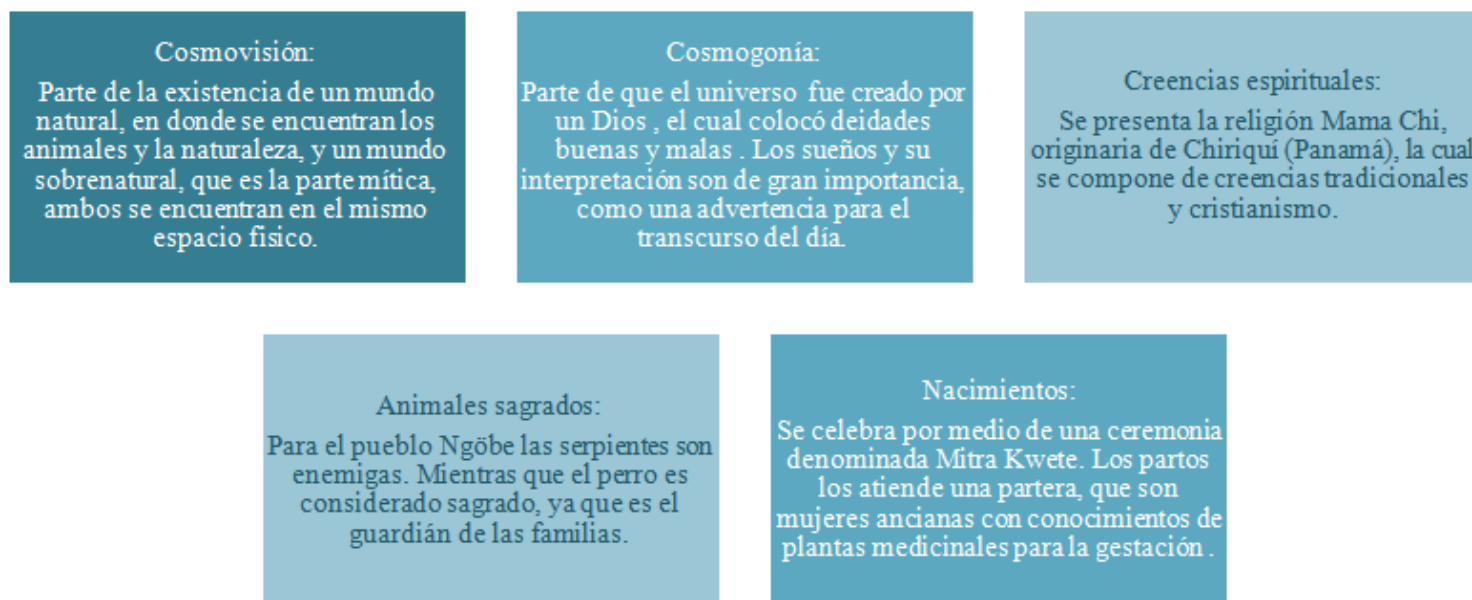 Cosmovisión:
Parte de la existencia de un mundo
natural, en donde se encuentran los
animales y la naturaleza, y un mundo
sobrenatural, que es la parte mítica,
ambos se encuentran en el mismo
espacio físico.
Cosmogonía:
Parte de que el universo fue creado por
un Dios , el cual colocó deidades
buenas y malas . Los sueños y su
interpretación son de gran importancia,
como una advertencia para el
transcurso del día.
Creencias espirituales:
Se presenta la religión Mama Chi,
originaria de Chiriquí (Panamá), la cual
se compone de creencias tradicionales
y cristianismo.
Animales sagrados:
Para el pueblo Ngöbe las serpientes son
enemigas. Mientras que el perro es
considerado sagrado, ya que es el
guardián de las familias.
Nacimientos:
Se celebra por medio de una ceremonia
denominada Mitra Kwete. Los partos
los atiende una partera, que son
mujeres ancianas con conocimientos de
plantas medicinales para la gestación .